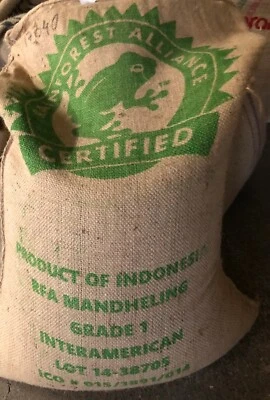 RAINFOREST ALLIANCE
CERTIFIED
PRODUCT OF INDONESIA
RFA MANDHELING
GRADE 1
INTERAMERICAN
LOT 14-38705